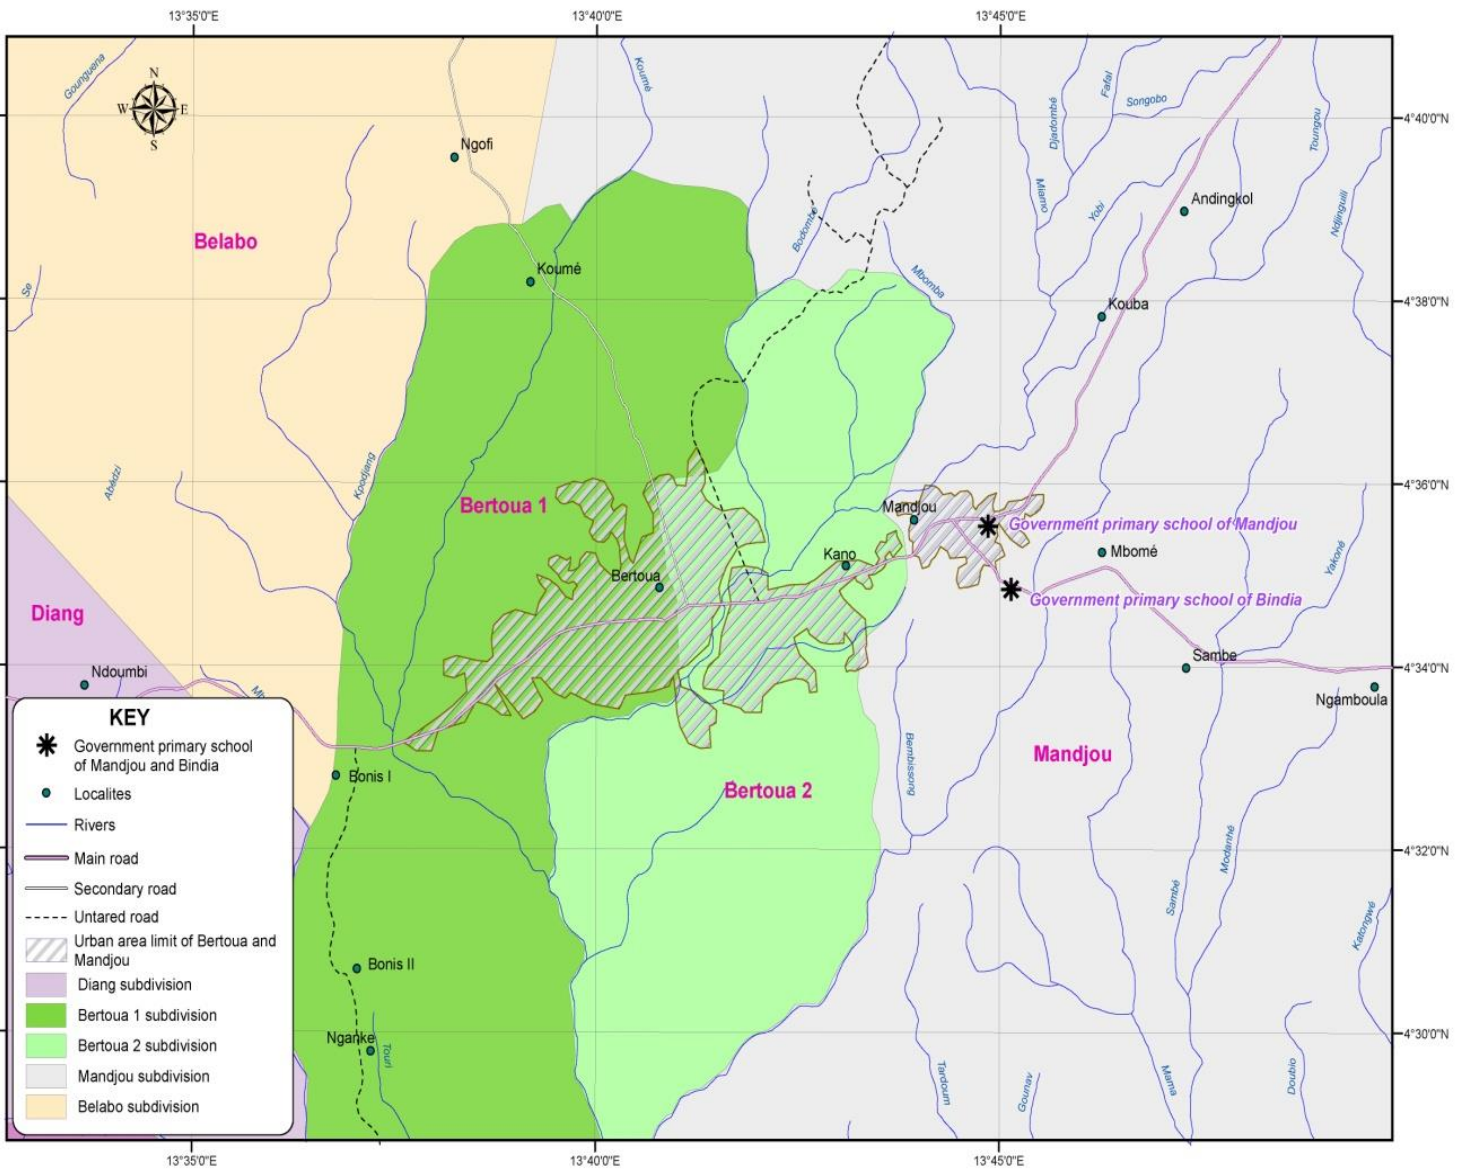 13°35'0"E
13°40'0"E
13°45'0"E
Gounguena
N
W
E
S
Koumé
Djadombé
Fafal
Songobo
Toungou
4°40'0"N
Ngofi
Miamo
Yobi
Andingkol
Ndjinguili
Belabo
Bodombé
Koumé
Mbomba
Se
4°38'0"N
Kouba
Abédzi
Kpodjang
4°36'0"N
Bertoua 1
Mandjou
Government primary school of Mandjou
Kano
Mbomé
Yakoné
Bertoua
Government primary school of Bindia
Diang
Sambe
4°34'0"N
Ndoumbi
Ngamboula
KEY
Government primary school
of Mandjou and Bindia
Localites
Rivers
Main road
Secondary road
Untared road
Urban area limit of Bertoua and
Mandjou
Diang subdivision
Bertoua 1 subdivision
Bertoua 2 subdivision
Mandjou subdivision
Belabo subdivision
Bonis I
Bembissong
Mandjou
Bertoua 2
4°32'0"N
Modanhé
Sambé
Katongwé
Bonis II
Nganke
Touri
4°30'0"N
Tardoum
Gounav
Mama
Doubio
13°35'0"E
13°40'0"E
13°45'0"E